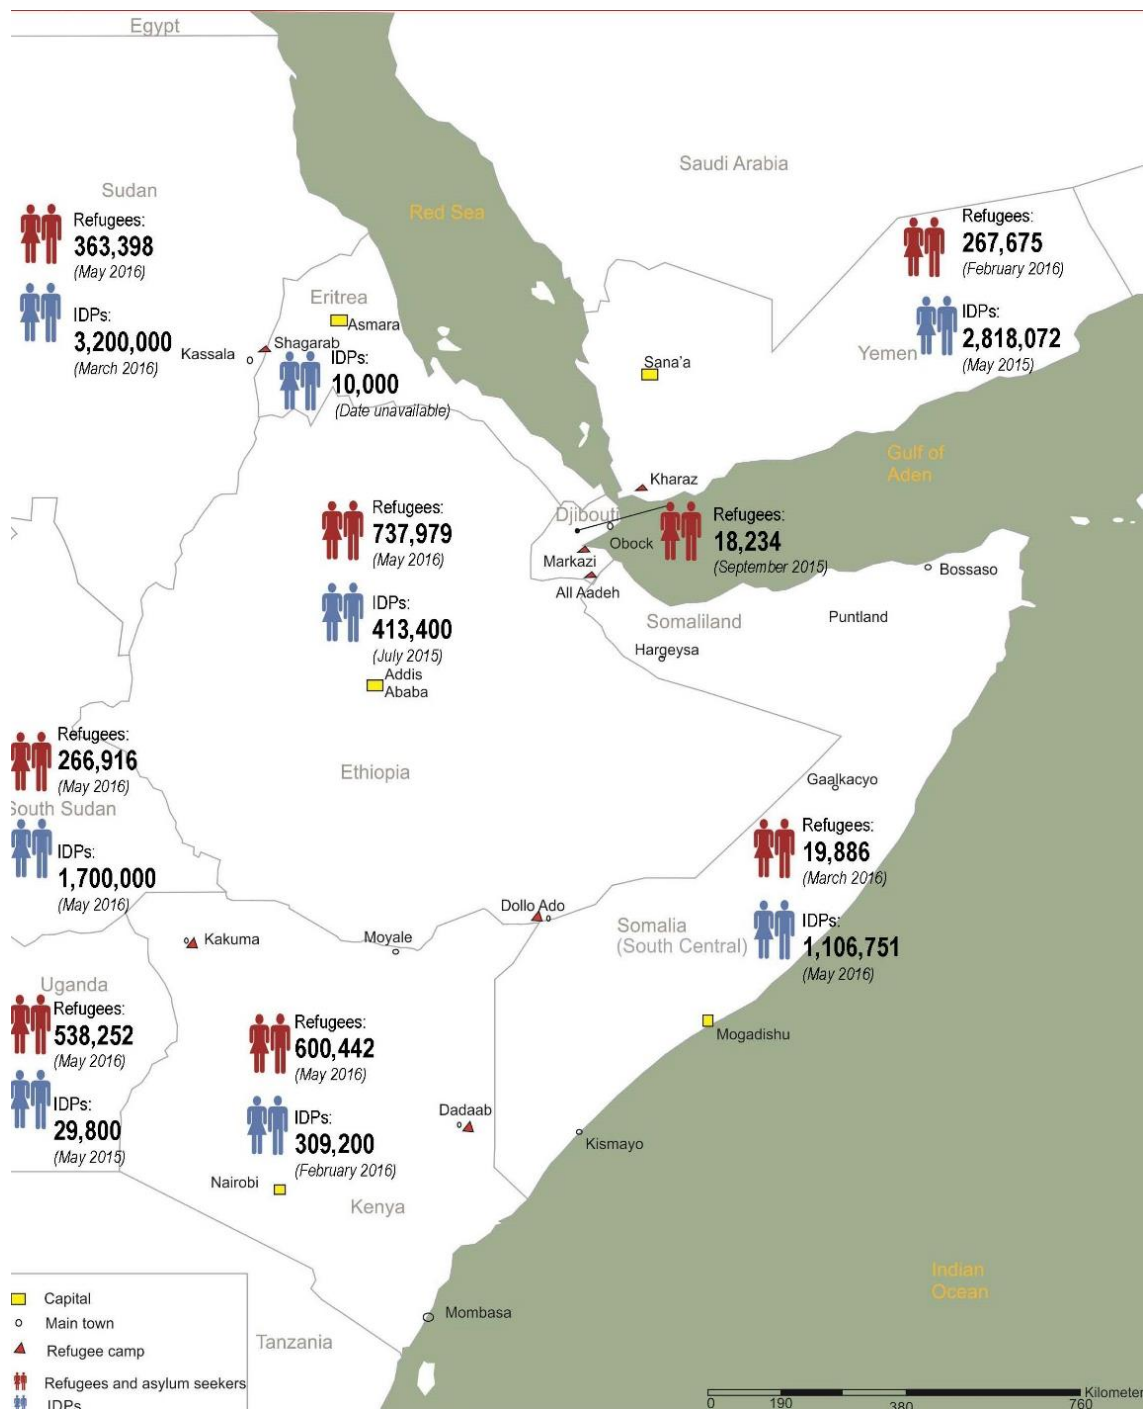 Egypt
Saudi Arabia
Sudan
Red Sea
Refugees:
363,398
(May 2016)
IDPs:
3,200,000
(March 2016)
Refugees:
267,675
(February 2016)
IDPs:
2,818,072
(May 2015)
Yemen
Eritrea
Asmara
Shagarab
Kassala
IDPs:
10,000
(Date unavailable)
Sana'a
Gulf of
Aden
Kharaz
Refugees:
737,979
(May 2016)
IDPs:
413,400
(July 2015)
Addis
Ababa
Djibouti
Obock
Markazi
All Aadeh
Refugees:
18,234
(September 2015)
Bossaso
Somaliland
Puntland
Hargeysa
Refugees:
266,916
(May 2016)
South Sudan
IDPs:
1,700,000
(May 2016)
Ethiopia
Gaalkacyo
Refugees:
19,886
(March 2016)
IDPs:
1,106,751
(May 2016)
Dollo Ado
Somalia
(South Central)
Kakuma
Moyale
Uganda
Refugees:
538,252
(May 2016)
IDPs:
29,800
(May 2015)
Refugees:
600,442
(May 2016)
IDPs:
309,200
(February 2016)
Mogadishu
Dadaab
Kismayo
Nairobi
Kenya
Indian
Ocean
Mombasa
Tanzania
Capital
Main town
Refugee camp
Refugees and asylum seekers
IDPs
Kilometer
0 190 380 760